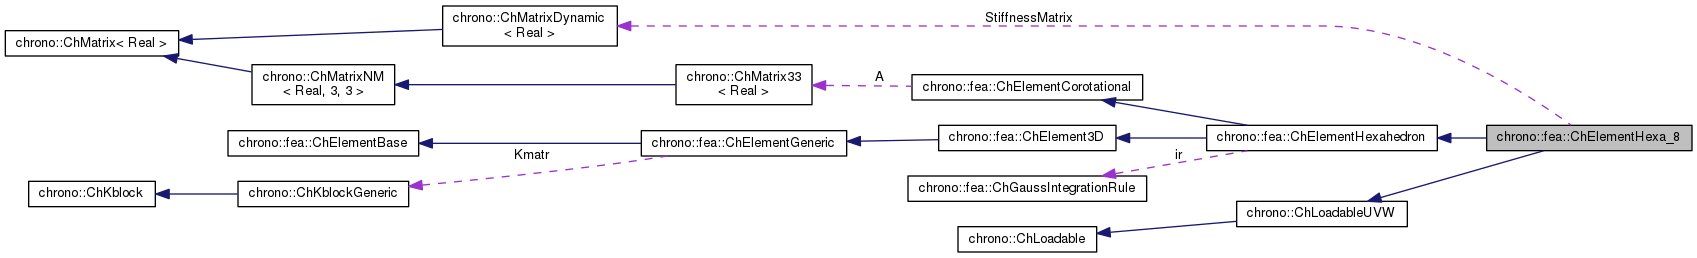 chrono::ChMatrixDynamic
< Real >
StiffnessMatrix
chrono::ChMatrix< Real >
chrono::ChMatrixNM
< Real, 3, 3 >
chrono::ChMatrix33
< Real >
A
chrono::fea::ChElementCorotational
chrono::fea::ChElementBase
chrono::fea::ChElementGeneric
chrono::fea::ChElement3D
chrono::fea::ChElementHexahedron
chrono::fea::ChElementHexa_8
Kmatr
ir
chrono::ChKblock
chrono::ChKblockGeneric
chrono::fea::ChGaussIntegrationRule
chrono::ChLoadableUVW
chrono::ChLoadable